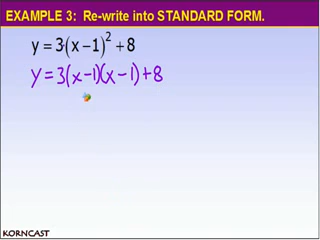 EXAMPLE 3: Re-write into STANDARD FORM.
y = 3(x − 1)² + 8
y = 3(x−1)(x−1)+8
KORNCAST